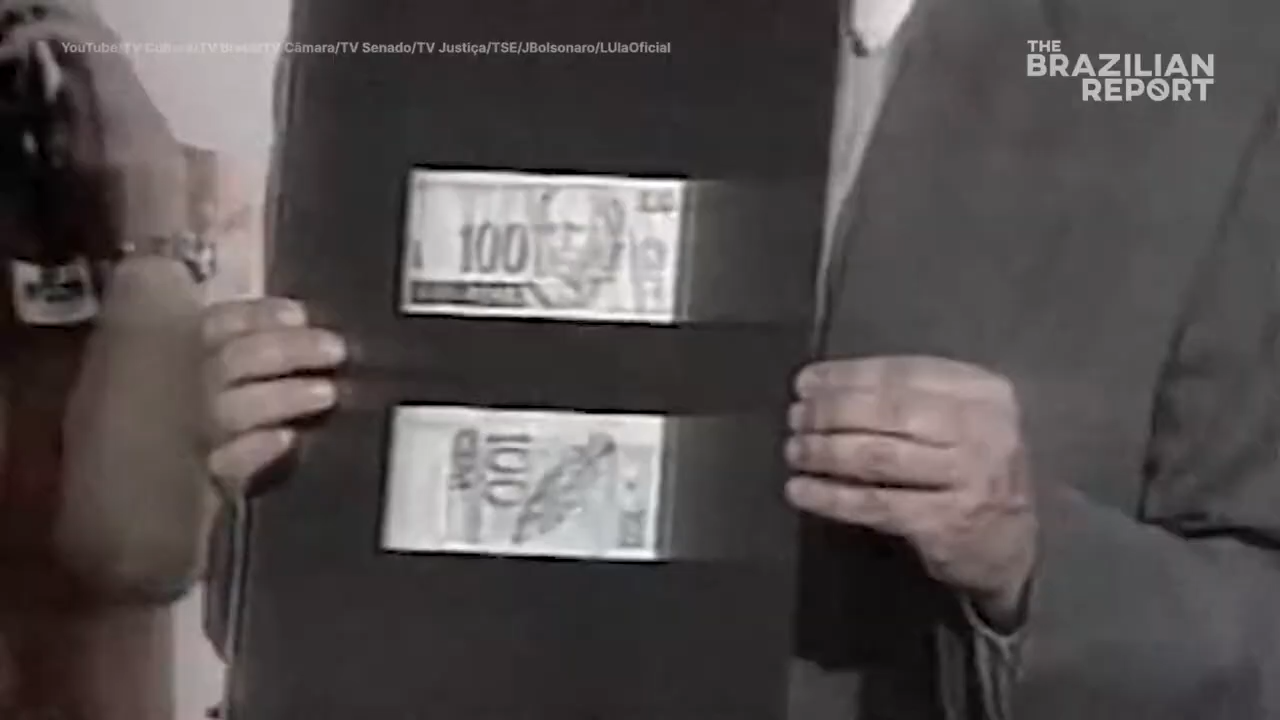 YouTube/TV Cultura/TV Brasil/TV Câmara/TV Senado/TV Justiça/TSE/JBolsonaro/LUlaOficial
THE
BRAZILIAN
REPORT
100
100